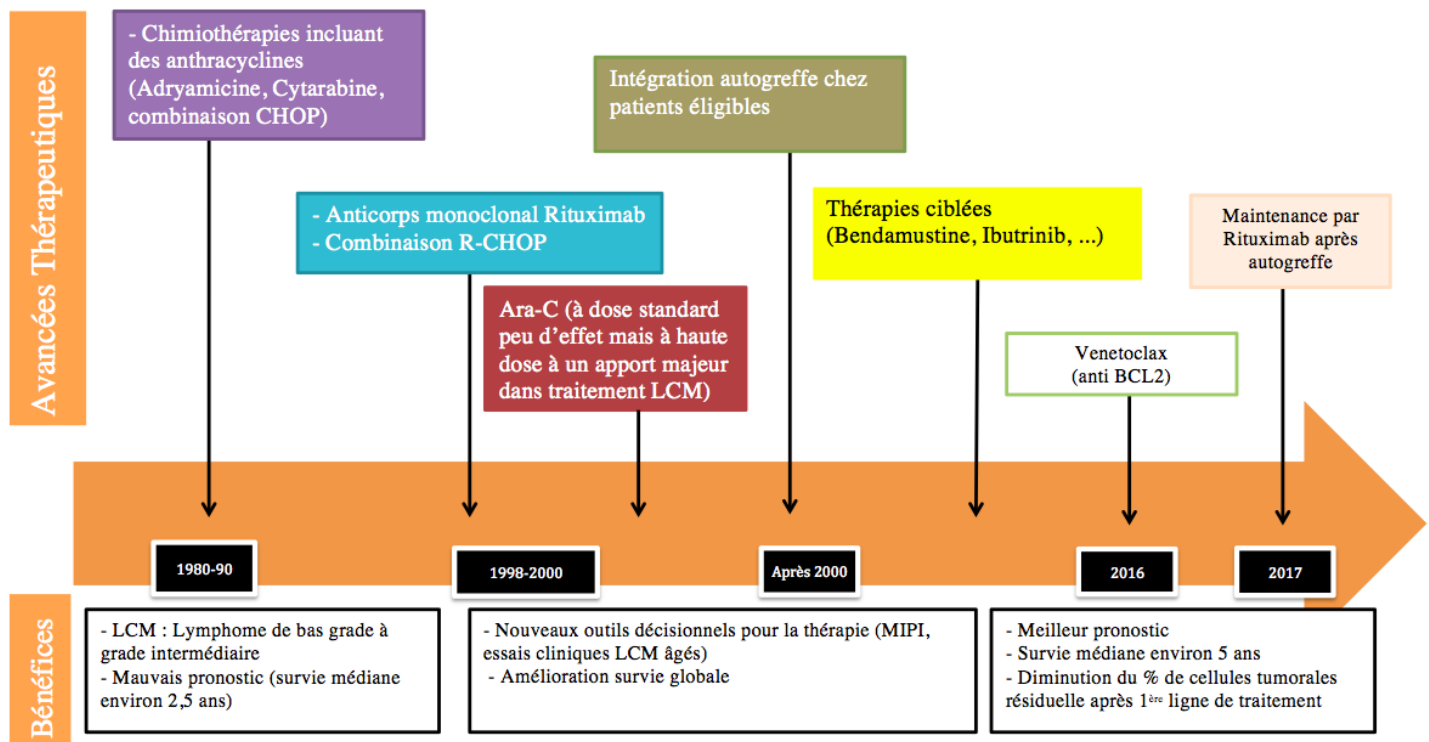 Avancées Thérapeutiques
- Chimiothérapies incluant
des anthracyclines
(Adryamicine, Cytarabine,
combinaison CHOP)
Intégration autogreffe chez
patients éligibles
- Anticorps monoclonal Rituximab
- Combinaison R-CHOP
Thérapies ciblées
(Bendamustine, Ibutrinib, ...)
Maintenance par
Rituximab après
autogreffe
Ara-C (à dose standard
peu d'effet mais à haute
dose à un apport majeur
dans traitement LCM)
Venetoclax
(anti BCL2)
1980-90
1998-2000
Après 2000
2016
2017
Bénéfices
- LCM : Lymphome de bas grade à
grade intermédiaire
- Mauvais pronostic (survie médiane
environ 2,5 ans)
- Nouveaux outils décisionnels pour la thérapie (MIPI,
essais cliniques LCM âgés)
- Amélioration survie globale
- Meilleur pronostic
- Survie médiane environ 5 ans
- Diminution du % de cellules tumorales
résiduelle après 1ère ligne de traitement